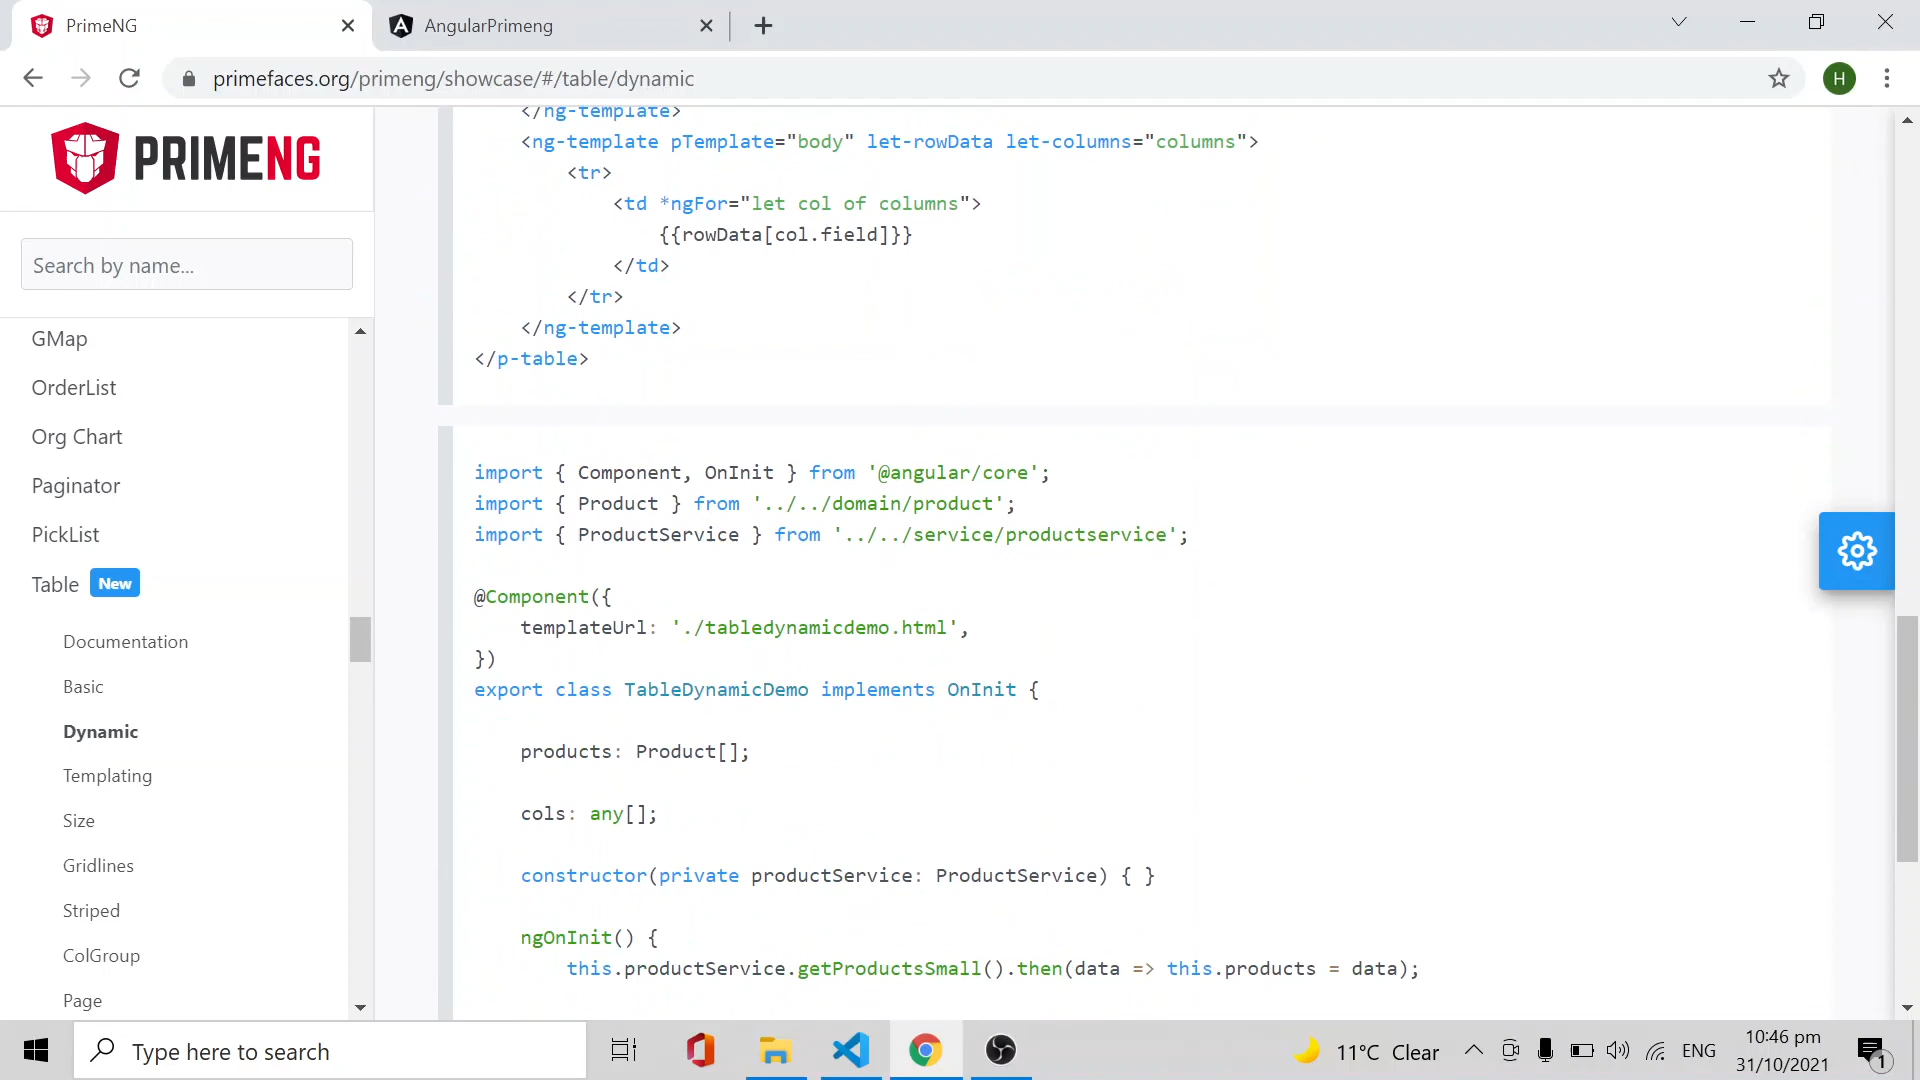 PrimeNG
AngularPrimeng
primefaces.org/primeng/showcase/#/table/dynamic
H
PRIMENG
Search by name...
GMap
OrderList
Org Chart
Paginator
PickList
Table New
Documentation
Basic
Dynamic
Templating
Size
Gridlines
Striped
ColGroup
Page
</ng-template>
<ng-template pTemplate="body" let-rowData let-columns="columns">
<tr>
<td *ngFor="let col of columns">
{{rowData[col.field]}}
</td>
</tr>
</ng-template>
</p-table>
import { Component, OnInit } from '@angular/core';
import { Product } from '../../domain/product';
import { ProductService } from '../../service/productservice';
@Component({
templateUrl: './tabledynamicdemo.html',
})
export class TableDynamicDemo implements OnInit {
products: Product[];
cols: any[];
constructor(private productService: ProductService) { }
ngOnInit() {
this.productService.getProductsSmall().then(data => this.products = data);
Type here to search
11°C Clear
ENG
10:46 pm
31/10/2021
1